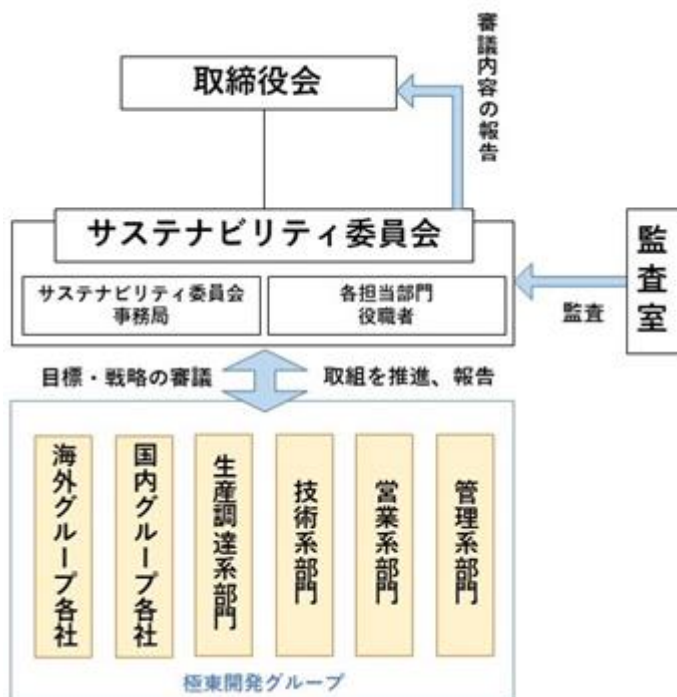 取締役会
審議内容の報告
サステナビリティ委員会
サステナビリティ委員会
事務局
各担当部門
役職者
監査
監査室
目標・戦略の審議
取組を推進、報告
海外グループ各社
国内グループ各社
生産調達系部門
技術系部門
営業系部門
管理系部門
極東開発グループ